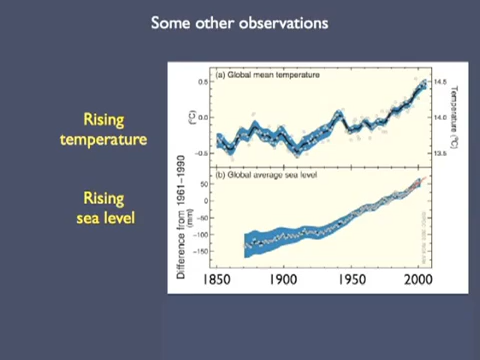 Some other observations
(a) Global mean temperature
0.5
0.0
-0.5
(°C)
14.5
14.0
13.5
Temperature (°C)
Rising
temperature
(b) Global average sea level
50
0
-50
-100
-150
(mm)
Difference from 1961–1990
Rising
sea level
1850
1900
1950
2000